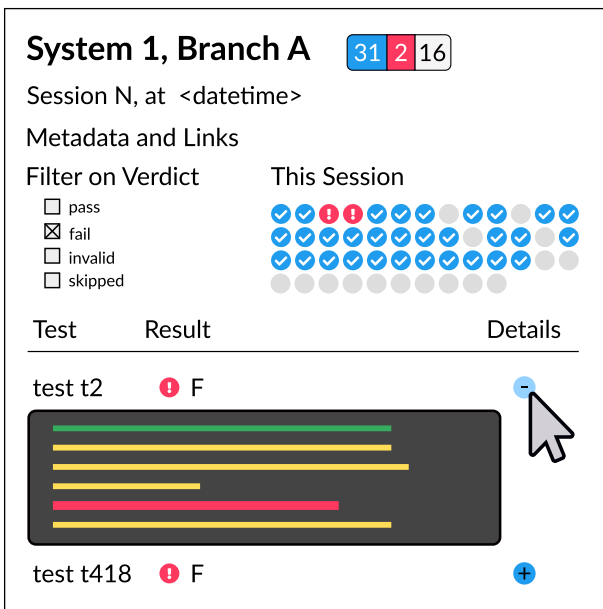 System 1, Branch A 31 2 16
Session N, at <datetime>
Metadata and Links
Filter on Verdict
pass
fail
invalid
skipped
This Session
Test Result Details
test t2 F -
test t418 F +